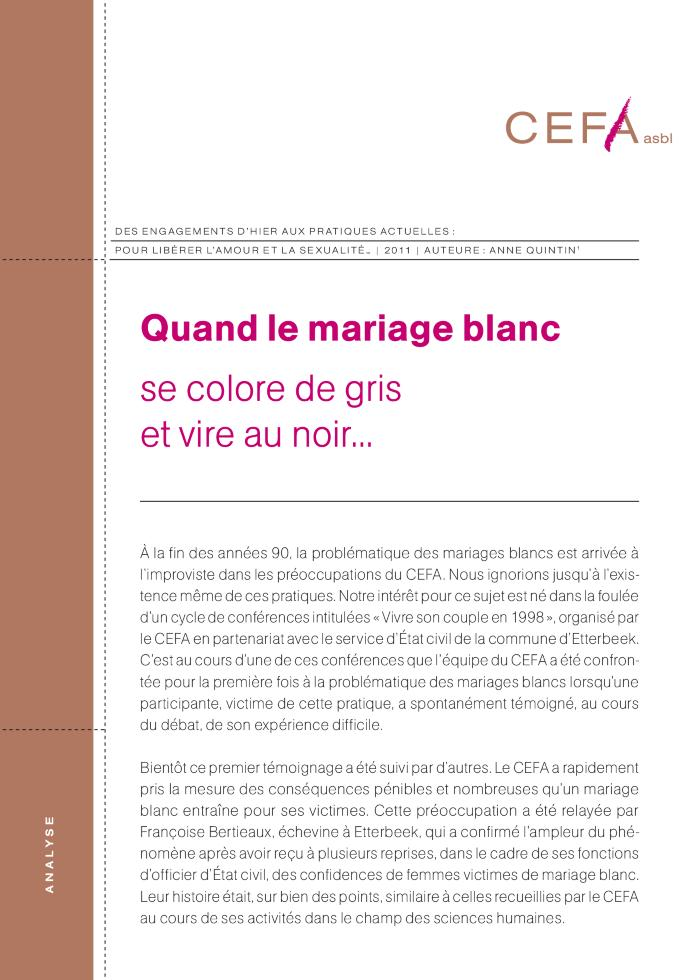 CEFA asbl
DES ENGAGEMENTS D'HIER AUX PRATIQUES ACTUELLES :
POUR LIBÉRER L'AMOUR ET LA SEXUALITÉ… | 2011 | AUTEURE : ANNE QUINTIN¹
Quand le mariage blanc
se colore de gris
et vire au noir...
À la fin des années 90, la problématique des mariages blancs est arrivée à
l'improviste dans les préoccupations du CEFA. Nous ignorions jusqu'à l'exis-
tence même de ces pratiques. Notre intérêt pour ce sujet est né dans la foulée
d'un cycle de conférences intitulées « Vivre son couple en 1998 », organisé par
le CEFA en partenariat avec le service d'État civil de la commune d'Etterbeek.
C'est au cours d'une de ces conférences que l'équipe du CEFA a été confron-
tée pour la première fois à la problématique des mariages blancs lorsqu'une
participante, victime de cette pratique, a spontanément témoigné, au cours
du débat, de son expérience difficile.
Bientôt ce premier témoignage a été suivi par d'autres. Le CEFA a rapidement
pris la mesure des conséquences pénibles et nombreuses qu'un mariage
blanc entraîne pour ses victimes. Cette préoccupation a été relayée par
Françoise Bertieaux, échevine à Etterbeek, qui a confirmé l'ampleur du phé-
nomène après avoir reçu à plusieurs reprises, dans le cadre de ses fonctions
d'officier d'État civil, des confidences de femmes victimes de mariage blanc.
Leur histoire était, sur bien des points, similaire à celles recueillies par le CEFA
au cours de ses activités dans le champ des sciences humaines.
ANALYSE